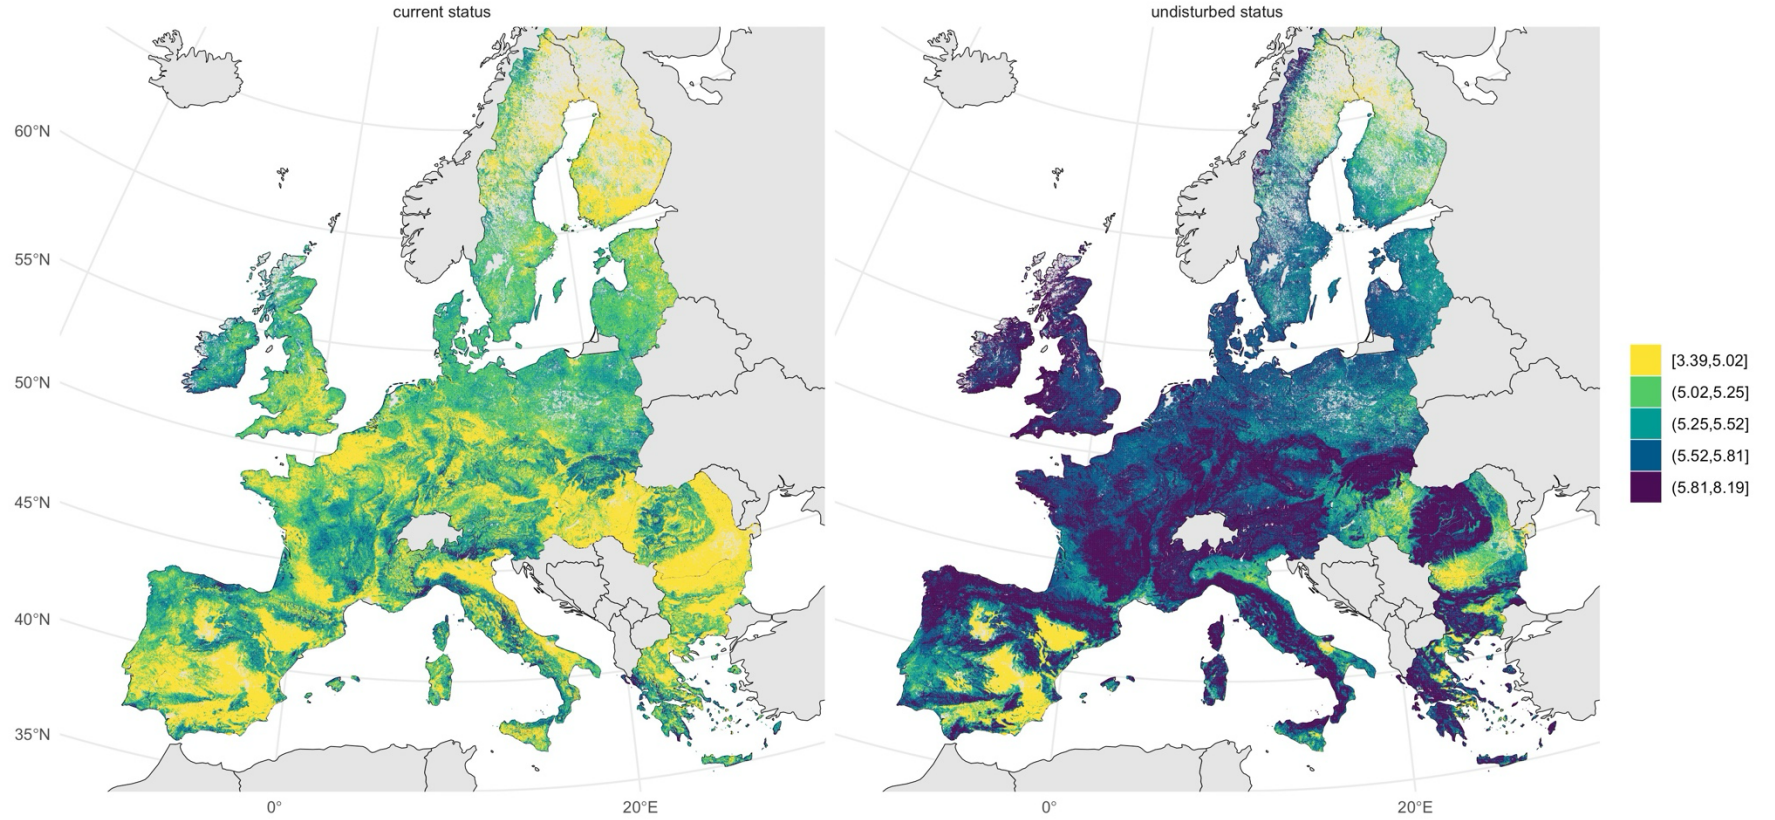 current status
undisturbed status
60°N
55°N
50°N
45°N
40°N
35°N
0°
20°E
0°
20°E
[3.39,5.02]
(5.02,5.25]
(5.25,5.52]
(5.52,5.81]
(5.81,8.19]